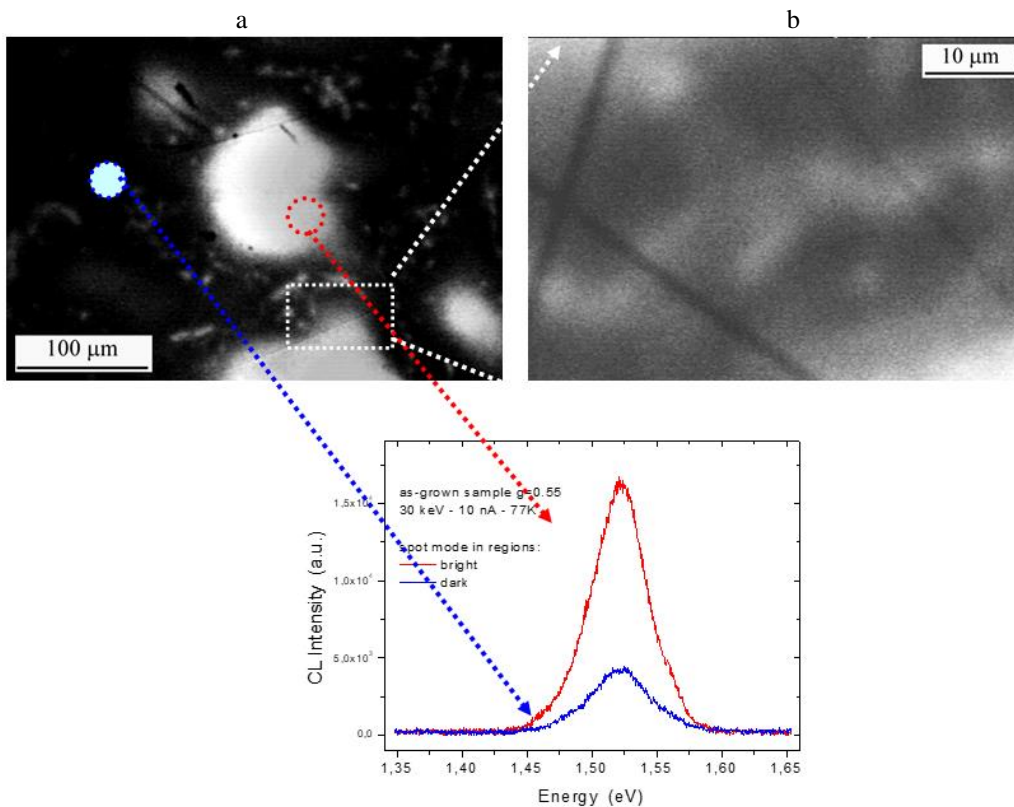 a
b
100 μm
10 μm
as-grown sample g=0.55
30 keV - 10 nA - 77K
spot mode in regions:
bright
dark
CL Intensity (a.u.)
1,0x10⁴
5,0x10³
0,0
1,35
1,40
1,45
1,50
1,55
1,60
1,65
Energy (eV)